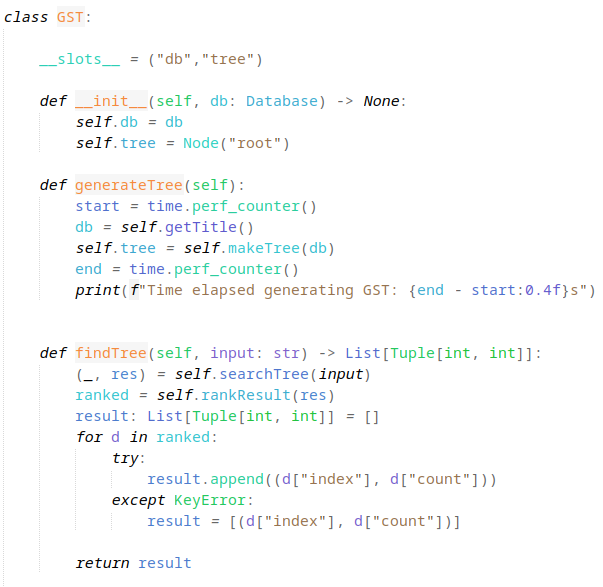 class GST:
    __slots__ = ("db","tree")
    def __init__(self, db: Database) -> None:
        self.db = db
        self.tree = Node("root")
    def generateTree(self):
        start = time.perf_counter()
        db = self.getTitle()
        self.tree = self.makeTree(db)
        end = time.perf_counter()
        print(f"Time elapsed generating GST: {end - start:0.4f}s")
    def findTree(self, input: str) -> List[Tuple[int, int]]:
        (_, res) = self.searchTree(input)
        ranked = self.rankResult(res)
        result: List[Tuple[int, int]] = []
        for d in ranked:
            try:
                result.append((d["index"], d["count"]))
            except KeyError:
                result = [(d["index"], d["count"])]
        return result